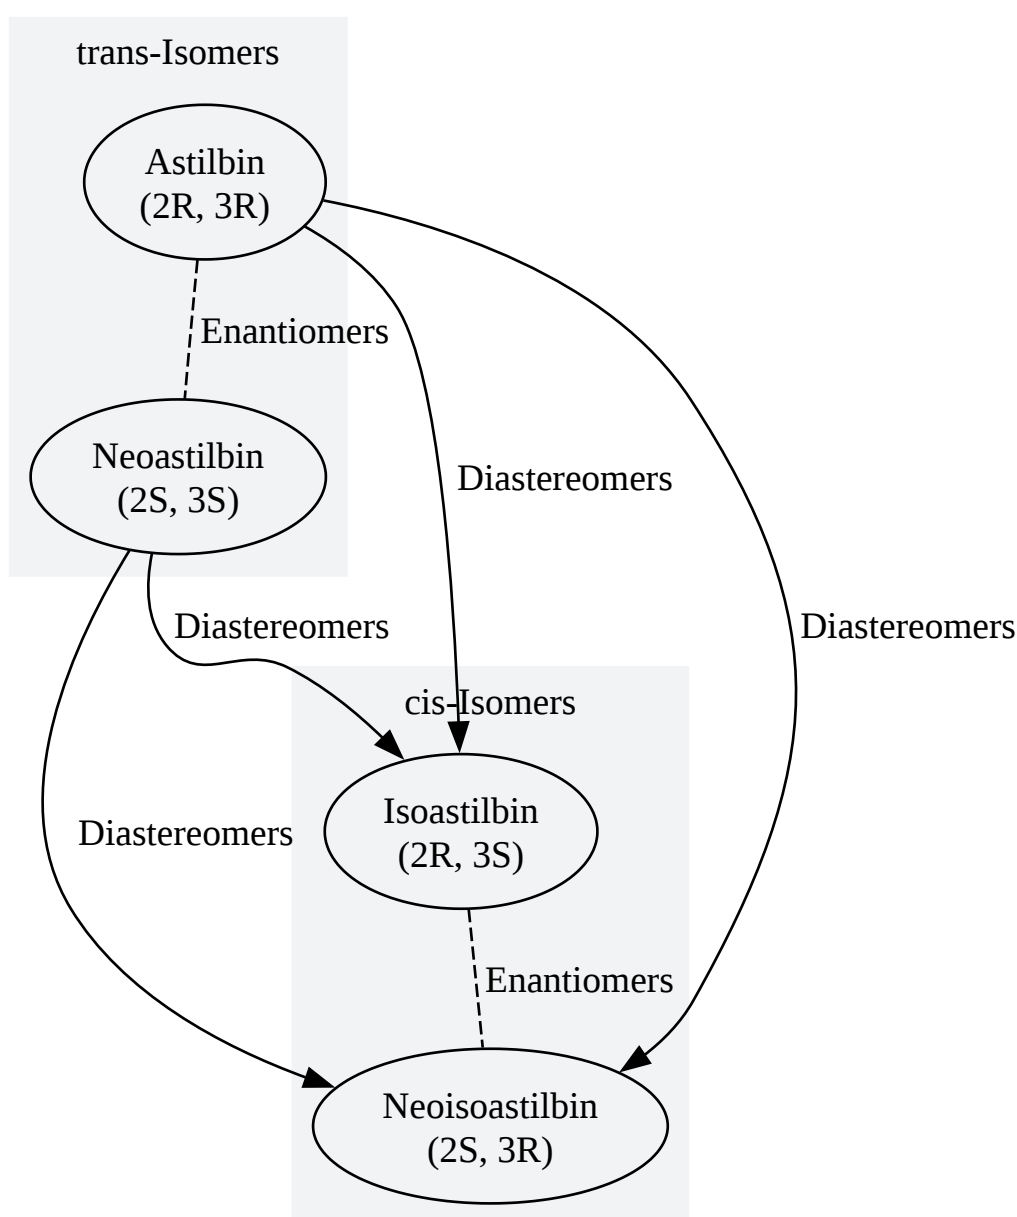 trans-Isomers
Astilbin
(2R, 3R)
Enantiomers
Neoastilbin
(2S, 3S)
Diastereomers
Diastereomers
Diastereomers
cis-Isomers
Isoastilbin
(2R, 3S)
Diastereomers
Enantiomers
Neoisoastilbin
(2S, 3R)